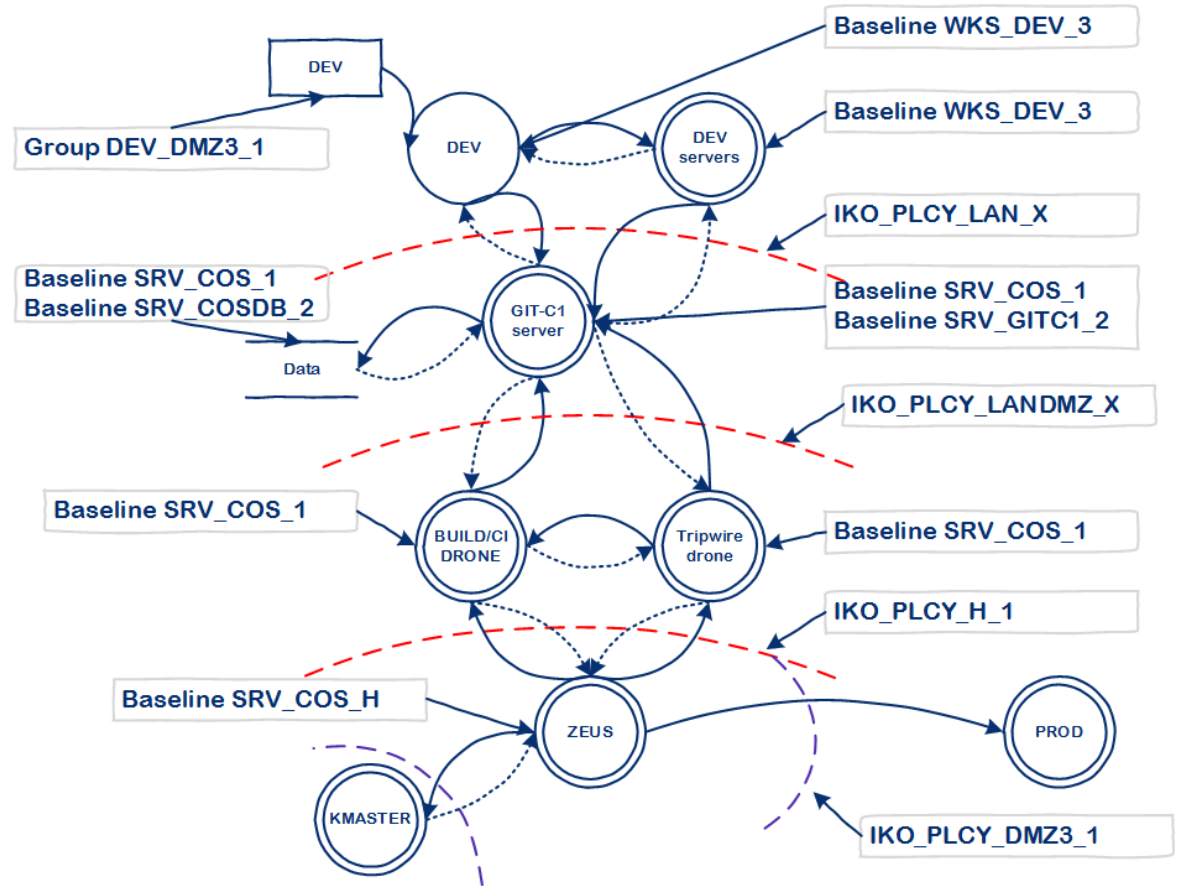 Baseline WKS_DEV_3
DEV
Baseline WKS_DEV_3
Group DEV_DMZ3_1
DEV
DEV
servers
IKO_PLCY_LAN_X
Baseline SRV_COS_1
Baseline SRV_COSDB_2
GIT-C1
server
Baseline SRV_COS_1
Baseline SRV_GITC1_2
Data
IKO_PLCY_LANDMZ_X
Baseline SRV_COS_1
BUILD/CI
DRONE
Tripwire
drone
Baseline SRV_COS_1
IKO_PLCY_H_1
Baseline SRV_COS_H
ZEUS
PROD
KMASTER
IKO_PLCY_DMZ3_1